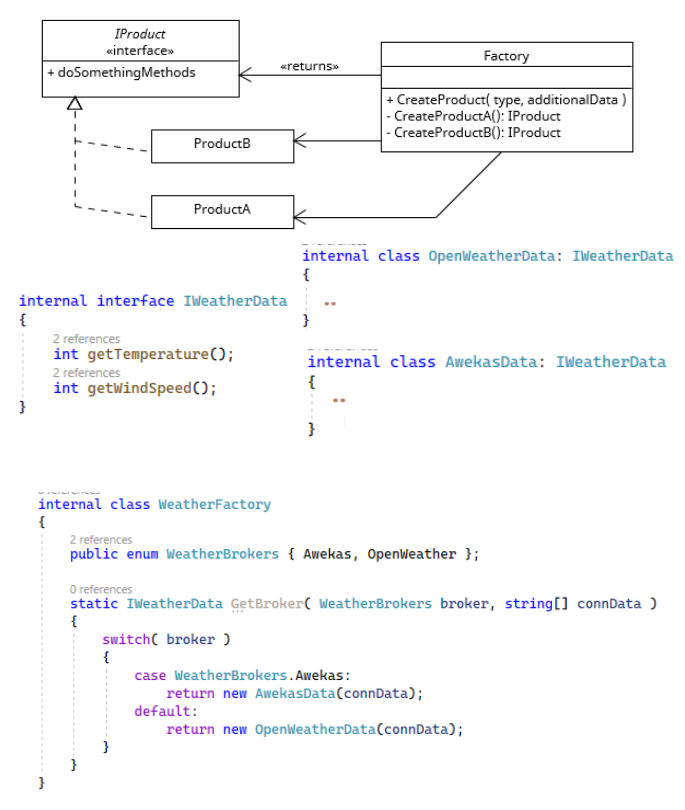 IProduct
«interface»
+ doSomethingMethods
«returns»
Factory
+ CreateProduct( type, additionalData )
- CreateProductA(): IProduct
- CreateProductB(): IProduct
ProductB
ProductA
internal interface IWeatherData
{
2 references
int getTemperature();
2 references
int getWindSpeed();
}
internal class OpenWeatherData: IWeatherData
{
..
}
internal class AwekasData: IWeatherData
{
..
}
internal class WeatherFactory
{
2 references
public enum WeatherBrokers { Awekas, OpenWeather };
0 references
static IWeatherData GetBroker( WeatherBrokers broker, string[] connData )
{
switch( broker )
{
case WeatherBrokers.Awekas:
return new AwekasData(connData);
default:
return new OpenWeatherData(connData);
}
}
}